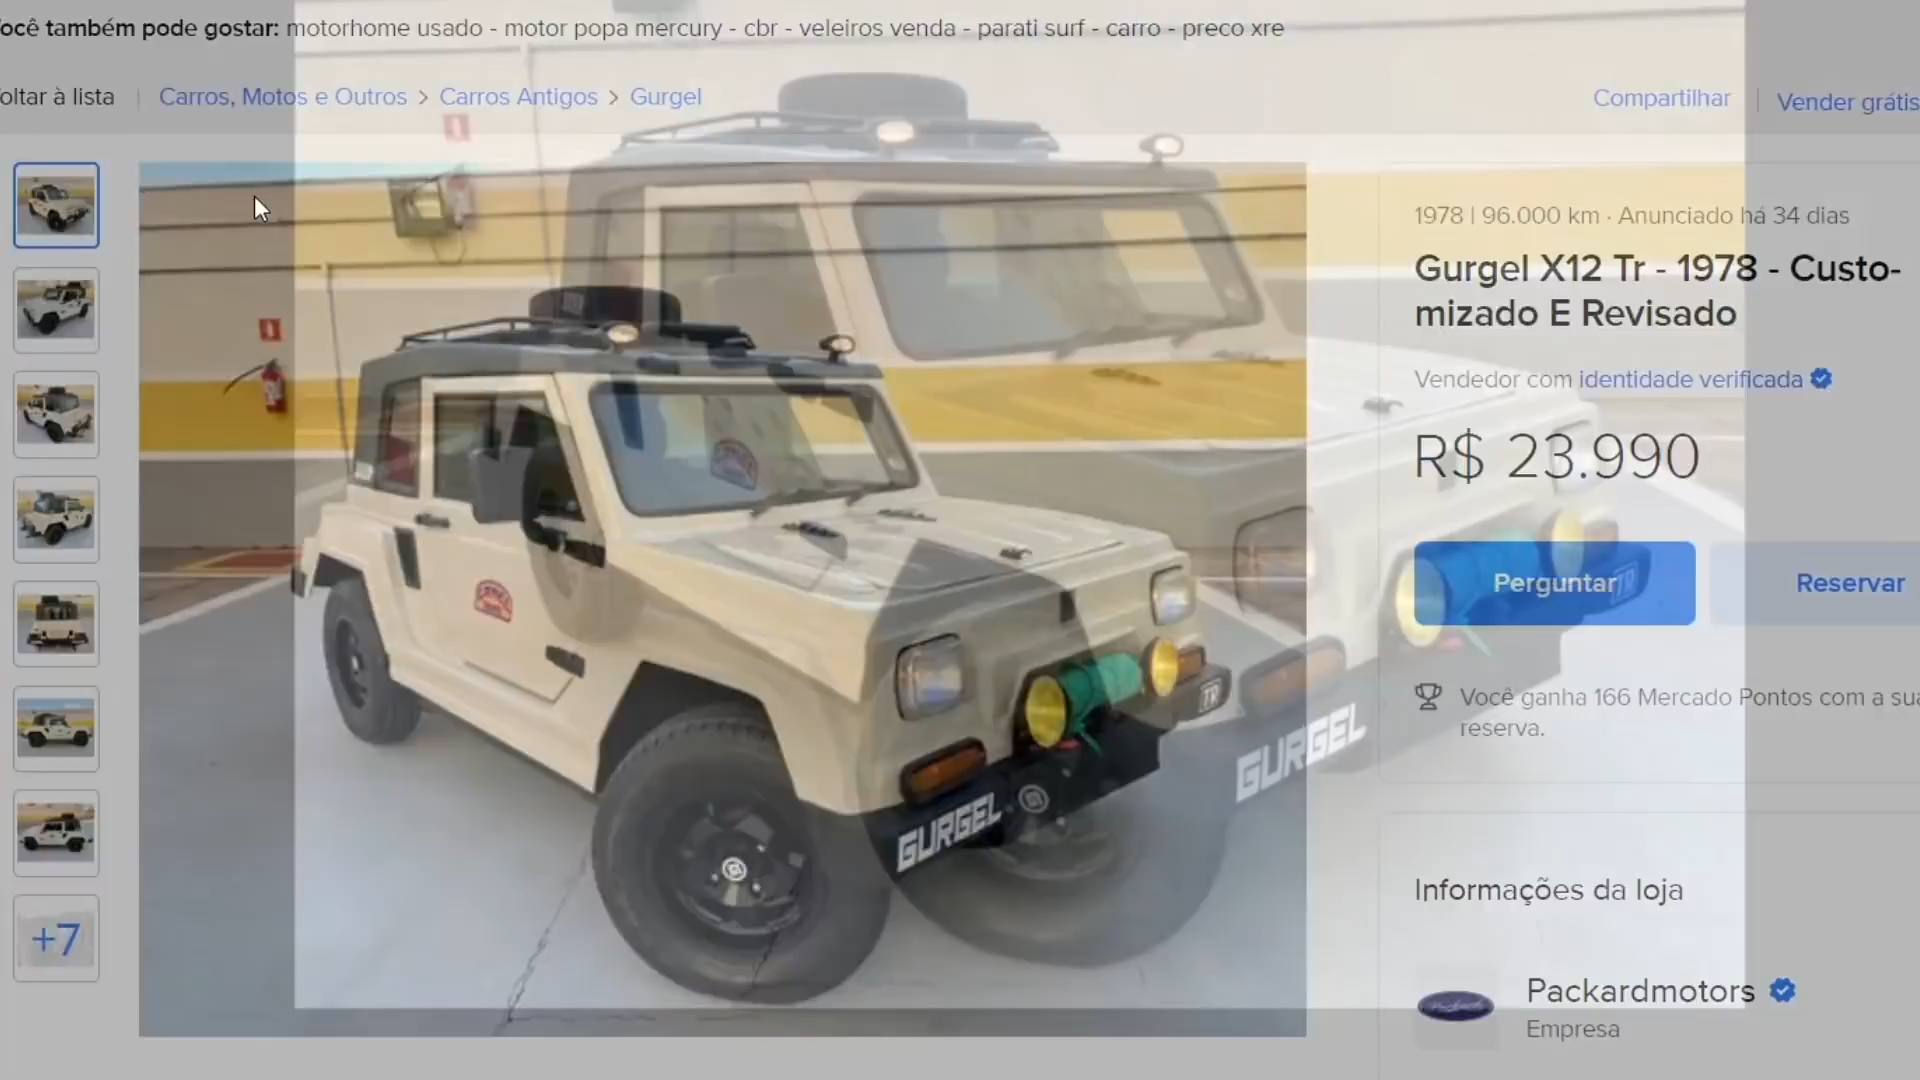 ocê também pode gostar: motorhome usado - motor popa mercury - cbr - veleiros venda - parati surf - carro - preco xre
oltar à lista
Carros, Motos e Outros > Carros Antigos > Gurgel
Compartilhar
Vender grátis
1978 | 96.000 km · Anunciado há 34 dias
Gurgel X12 Tr - 1978 - Custo-
mizado E Revisado
Vendedor com identidade verificada
R$ 23.990
Perguntar
Reservar
Você ganha 166 Mercado Pontos com a sua
reserva.
Informações da loja
Packardmotors
Empresa
+7
GURGEL
GURGEL
TR
TR